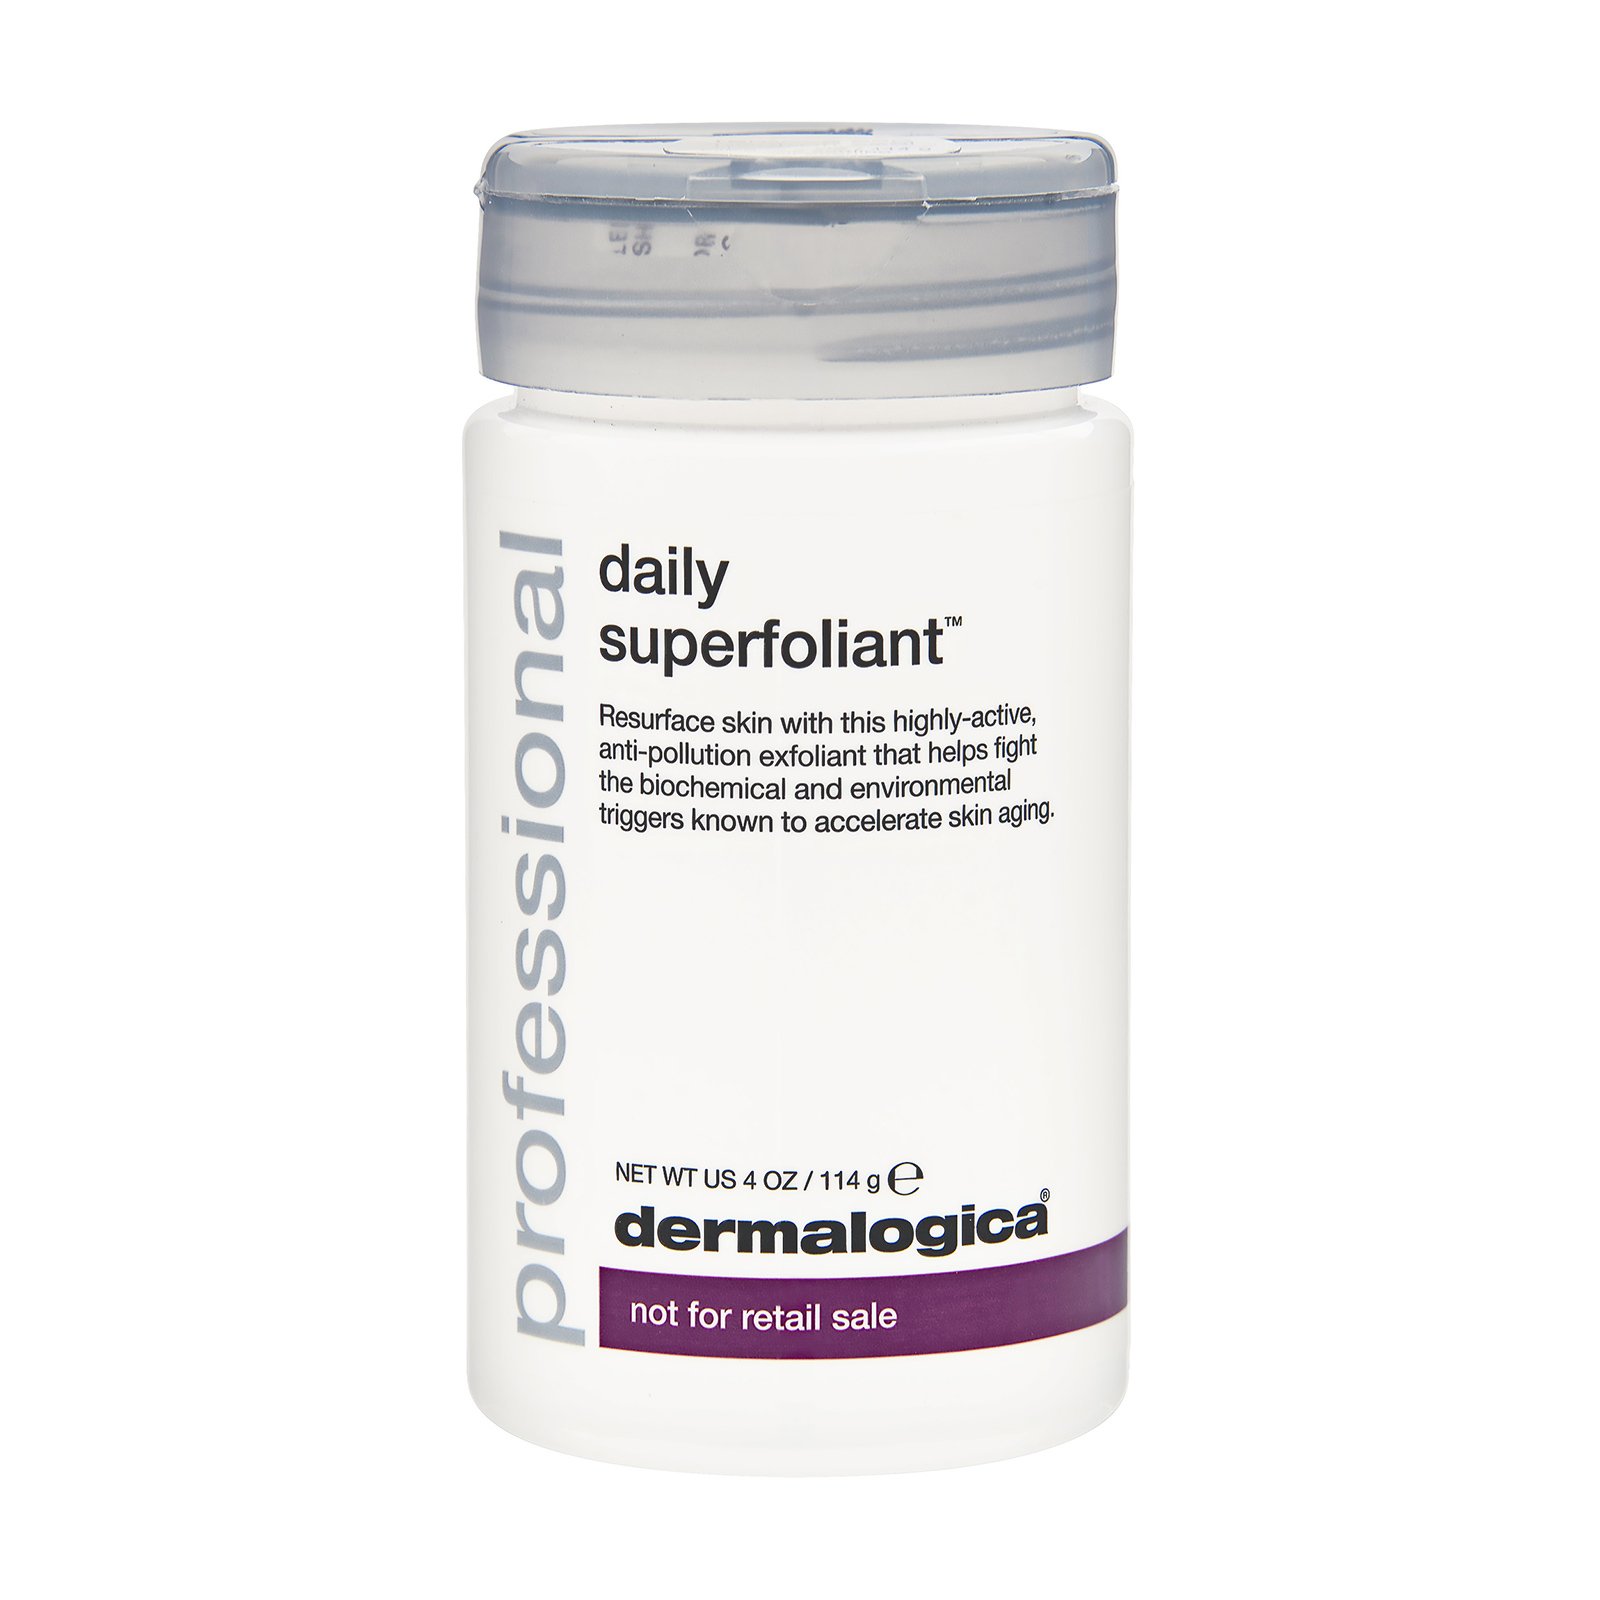 professional
daily
superfoliant™
Resurface skin with this highly-active,
anti-pollution exfoliant that helps fight
the biochemical and environmental
triggers known to accelerate skin aging.
NET WT US 4 OZ / 114 g ℮
dermalogica®
not for retail sale